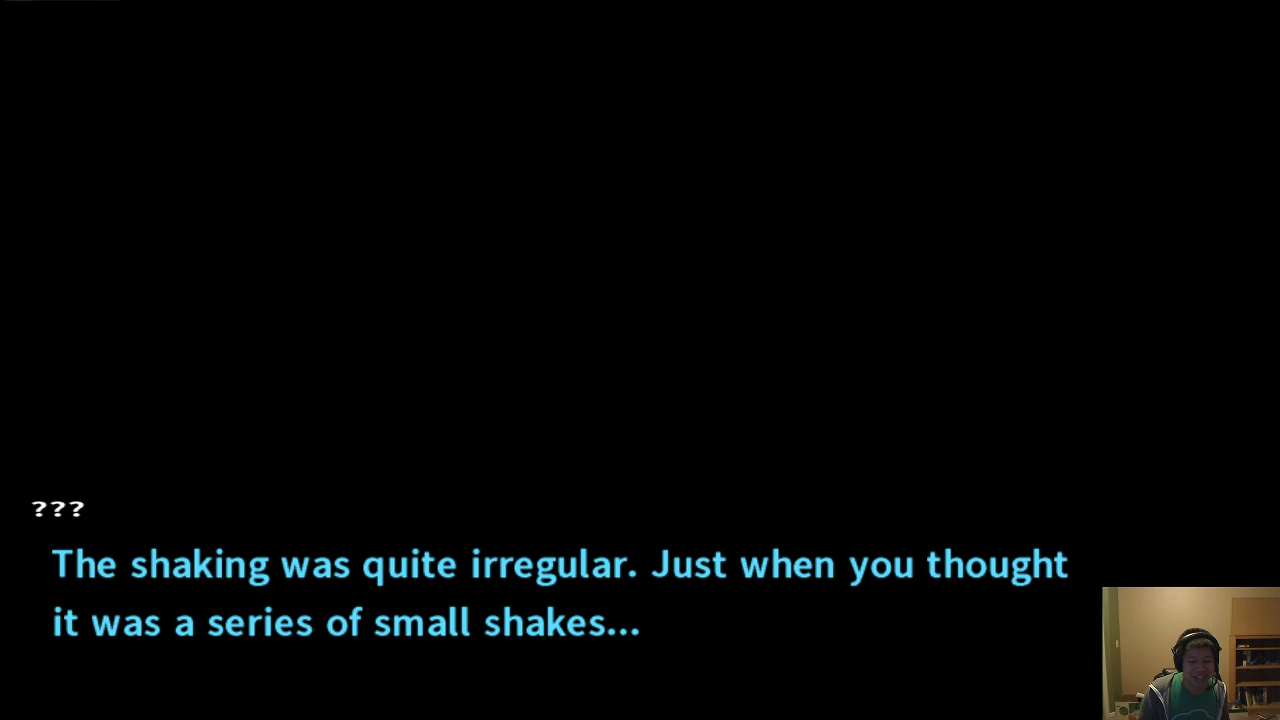 ???
The shaking was quite irregular. Just when you thought
it was a series of small shakes...